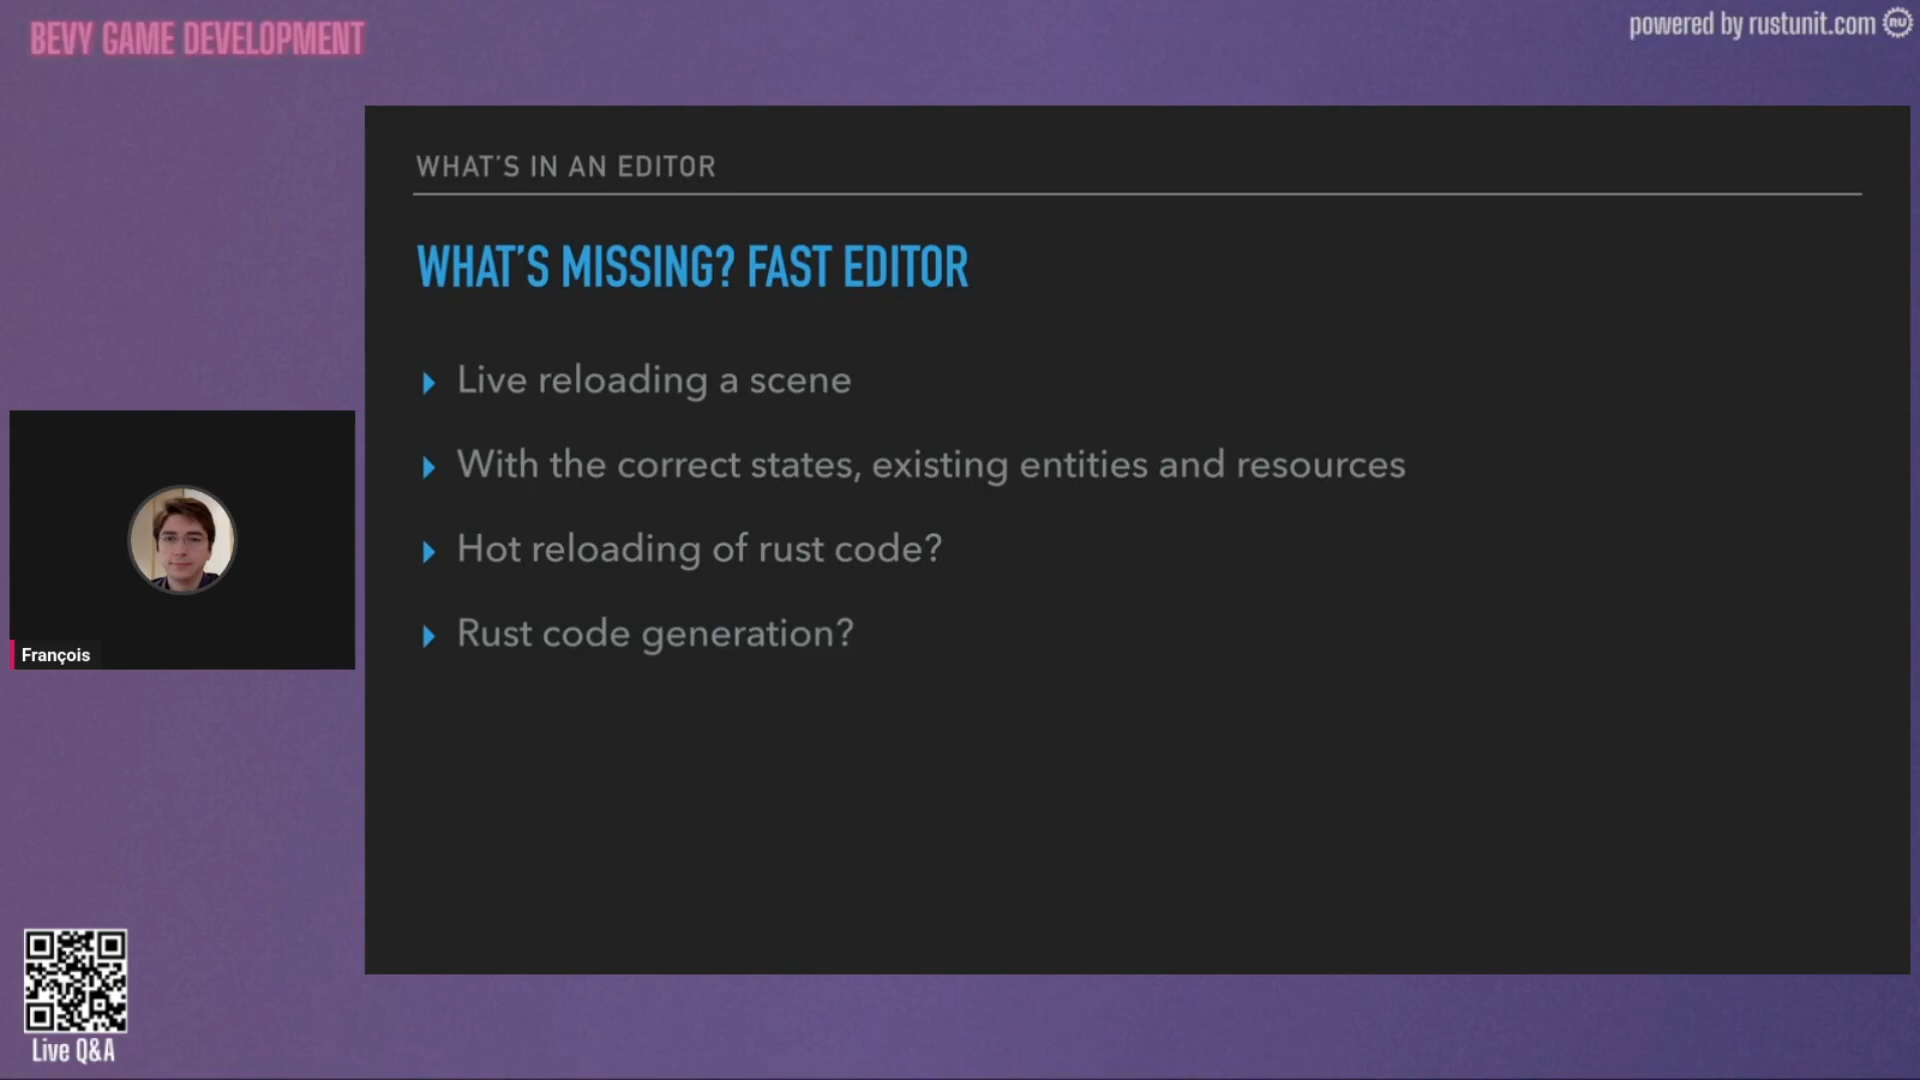 BEVY GAME DEVELOPMENT
powered by rustunit.com
RU
WHAT'S IN AN EDITOR
WHAT'S MISSING? FAST EDITOR
Live reloading a scene
With the correct states, existing entities and resources
Hot reloading of rust code?
Rust code generation?
François
Live Q&A